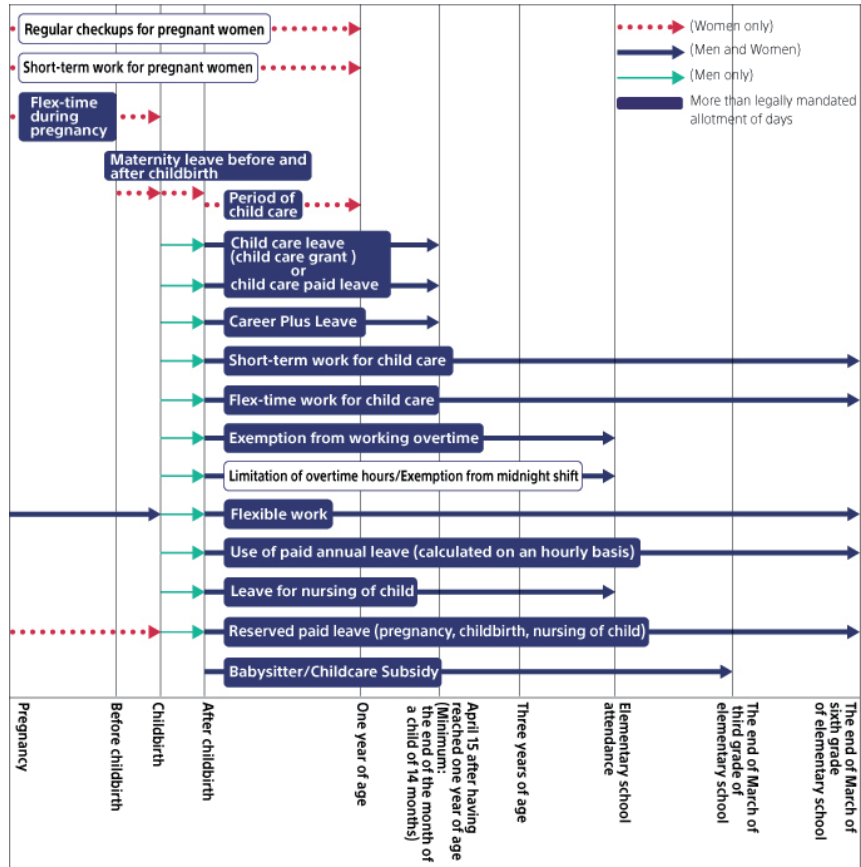 Regular checkups for pregnant women
(Women only)
Short-term work for pregnant women
(Men and Women)
(Men only)
Flex-time
during
pregnancy
More than legally mandated
allotment of days
Maternity leave before and
after childbirth
Period of
child care
Child care leave
(child care grant )
or
child care paid leave
Career Plus Leave
Short-term work for child care
Flex-time work for child care
Exemption from working overtime
Limitation of overtime hours/Exemption from midnight shift
Flexible work
Use of paid annual leave (calculated on an hourly basis)
Leave for nursing of child
Reserved paid leave (pregnancy, childbirth, nursing of child)
Babysitter/Childcare Subsidy
Pregnancy
Before childbirth
Childbirth
After childbirth
One year of age
April 15 after having
reached one year of age
(Minimum:
the end of the month of
a child of 14 months)
Three years of age
Elementary school
attendance
The end of March of
third grade of
elementary school
The end of March of
sixth grade
of elementary school